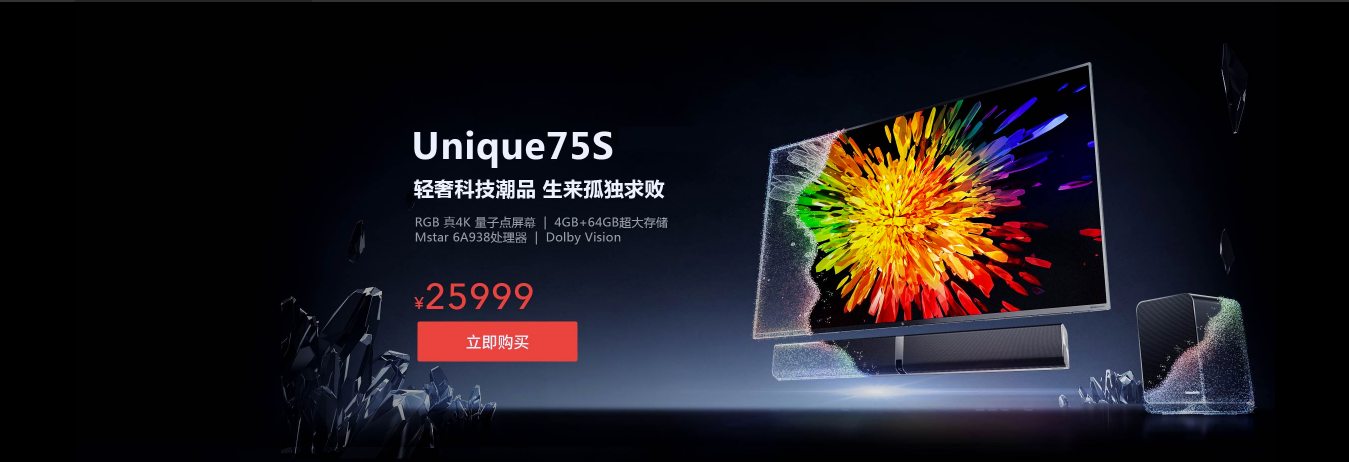 Unique75S
轻奢科技潮品 生来孤独求败
RGB 真4K 量子点屏幕 | 4GB+64GB超大存储
Mstar 6A938处理器 | Dolby Vision
¥25999
立即购买